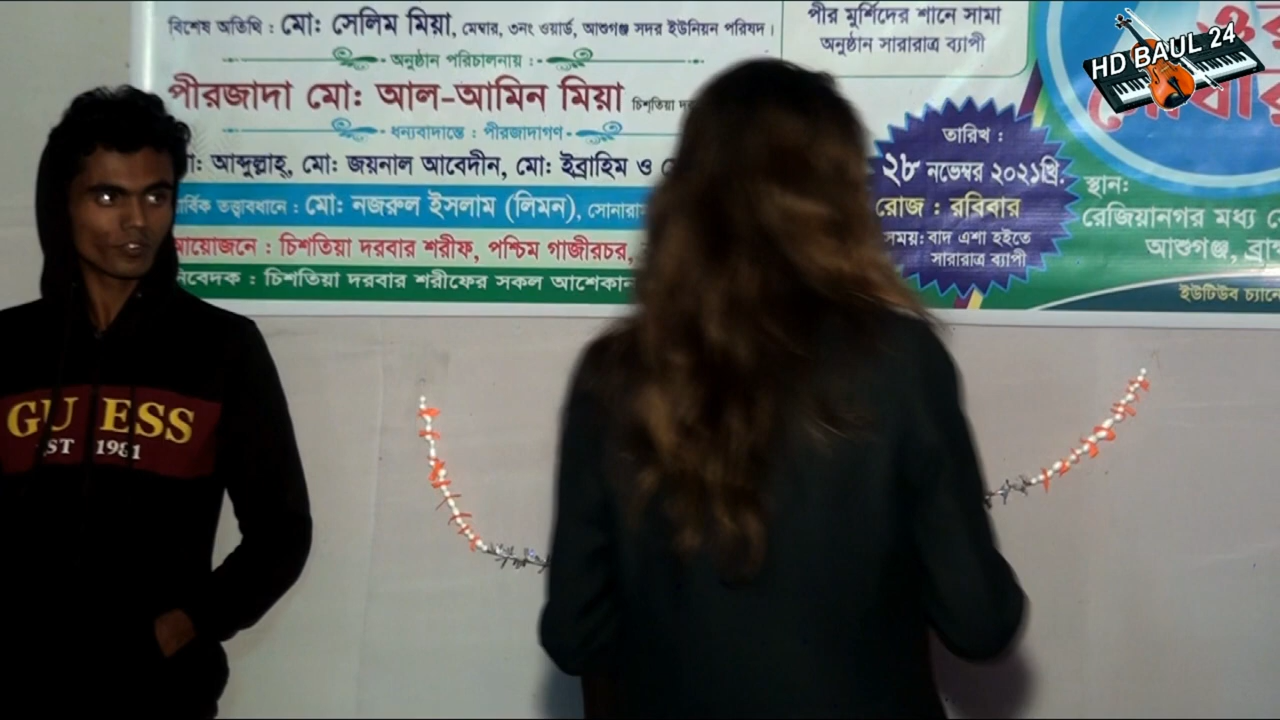 বিশেষ অতিথি : মো: সেলিম মিয়া, মেম্বার, ৩নং ওয়ার্ড, আশুগঞ্জ সদর ইউনিয়ন পরিষদ।
অনুষ্ঠান পরিচালনায় :
পীরজাদা মো: আল-আমিন মিয়া চিশ্‌তিয়া
ধন্যবাদান্তে : পীরজাদাগণ
আব্দুল্লাহ্, মো: জয়নাল আবেদীন, মো: ইব্রাহিম ও
তত্ত্বাবধানে : মো: নজরুল ইসলাম (লিমন),
আয়োজনে : চিশতিয়া দরবার শরীফ, পশ্চিম গাজীরচর,
নিবেদক : চিশতিয়া দরবার শরীফের সকল আশেকান
পীর মুর্শিদের শানে সামা
অনুষ্ঠান সারারাত্র ব্যাপী
তারিখ :
২৮ নভেম্বর ২০২১খ্রি.
রোজ : রবিবার
সময়: বাদ এশা হইতে
সারারাত্র ব্যাপী
স্থান:
রেজিয়ানগর মধ্য
আশুগঞ্জ,
ইউটিউব
HD BAUL 24
GUESS
EST 1981